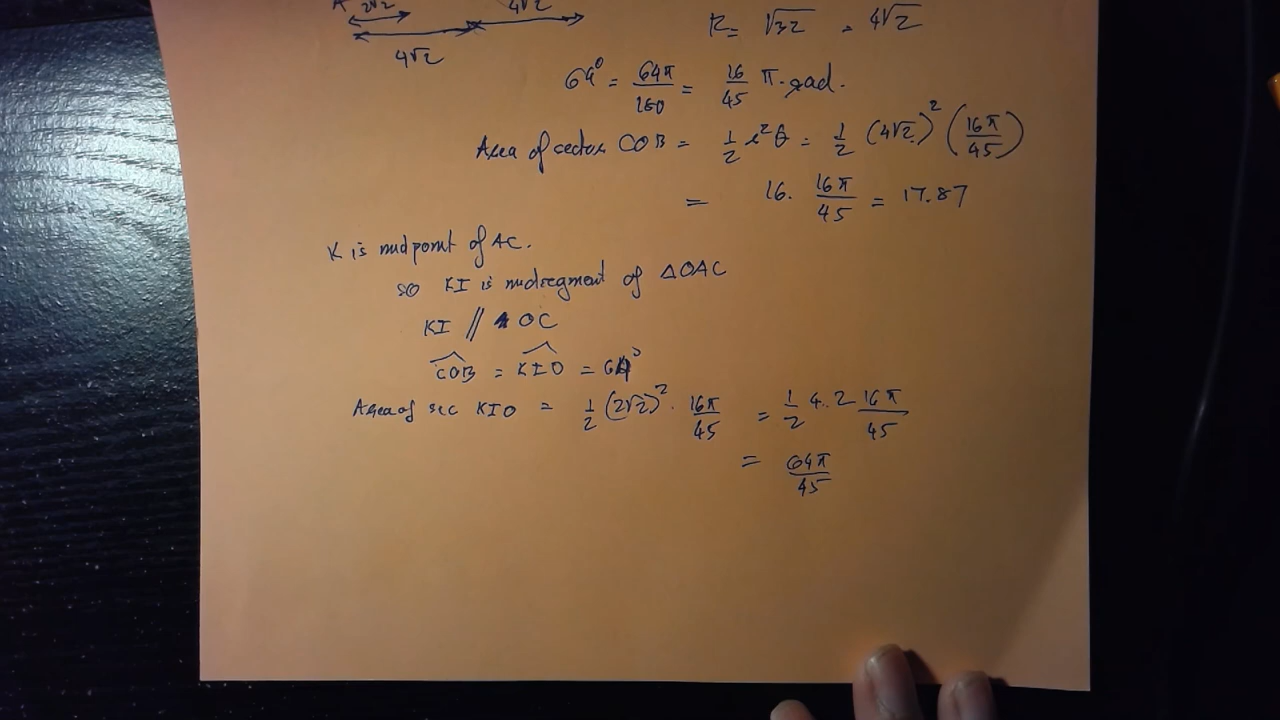 A 2√2 4√2
4√2
R = √32 = 4√2
64° = 64π/180 = 16/45 π rad.
Area of sector COB = 1/2 r²θ = 1/2 (4√2)² (16π/45)
= 16. 16π/45 = 17.87
K is midpoint of AC.
so KI is midsegment of △OAC
KI // OC
COB = KIO = 64°
Area of sec KIO = 1/2 (2√2)² . 16π/45 = 1/2 4.2 16π/45
= 64π/45